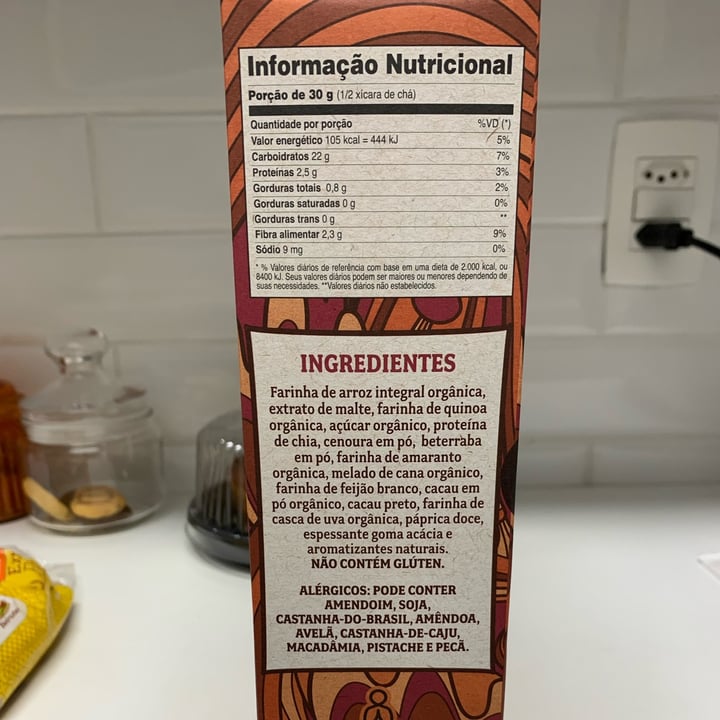 Informação Nutricional
Porção de 30 g (1/2 xícara de chá)
Quantidade por porção %VD (*)
Valor energético 105 kcal = 444 kJ 5%
Carboidratos 22 g 7%
Proteínas 2,5 g 3%
Gorduras totais 0,8 g 2%
Gorduras saturadas 0 g 0%
Gorduras trans 0 g **
Fibra alimentar 2,3 g 9%
Sódio 9 mg 0%
* % Valores diários de referência com base em uma dieta de 2.000 kcal, ou
8400 kJ. Seus valores diários podem ser maiores ou menores dependendo de
suas necessidades. **Valores diários não estabelecidos.
INGREDIENTES
Farinha de arroz integral orgânica,
extrato de malte, farinha de quinoa
orgânica, açúcar orgânico, proteína
de chia, cenoura em pó, beterraba
em pó, farinha de amaranto
orgânica, melado de cana orgânico,
farinha de feijão branco, cacau em
pó orgânico, cacau preto, farinha de
casca de uva orgânica, páprica doce,
espessante goma acácia e
aromatizantes naturais.
NÃO CONTÉM GLÚTEN.
ALÉRGICOS: PODE CONTER
AMENDOIM, SOJA,
CASTANHA-DO-BRASIL, AMÊNDOA,
AVELÃ, CASTANHA-DE-CAJU,
MACADÂMIA, PISTACHE E PECÃ.